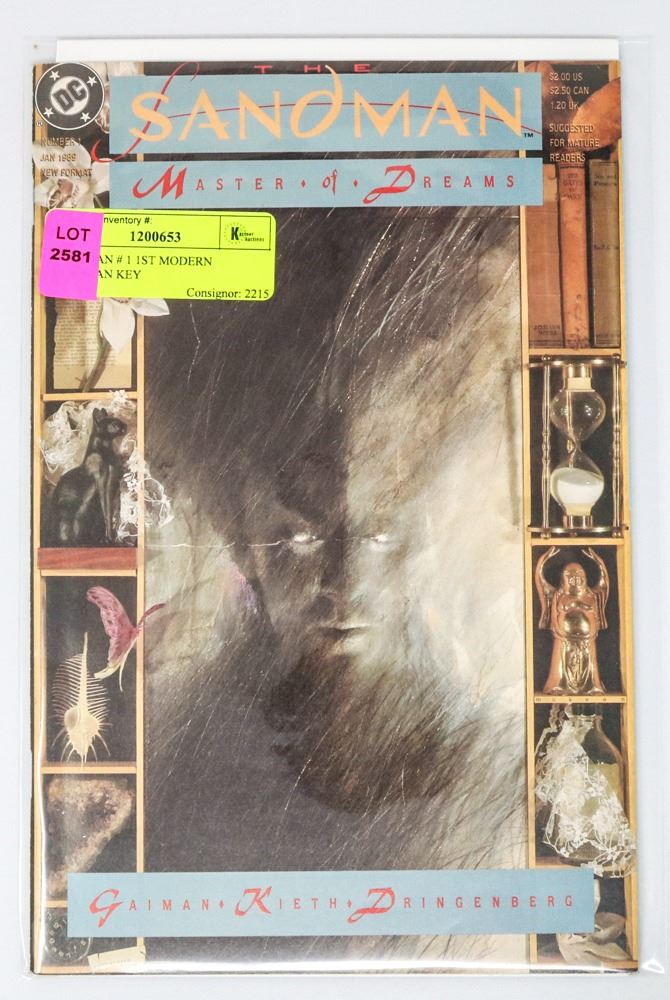 THE
SANDMAN™
MASTER • of • DREAMS
DC
®
NUMBER 1
JAN 1989
NEW FORMAT
$2.00 US
$2.50 CAN
1.20 UK
SUGGESTED
FOR MATURE
READERS
LOT
2581
Inventory #:
1200653
AN # 1 1ST MODERN
AN KEY
Consignor: 2215
mckean
GAIMAN • KIETH • DRINGENBERG